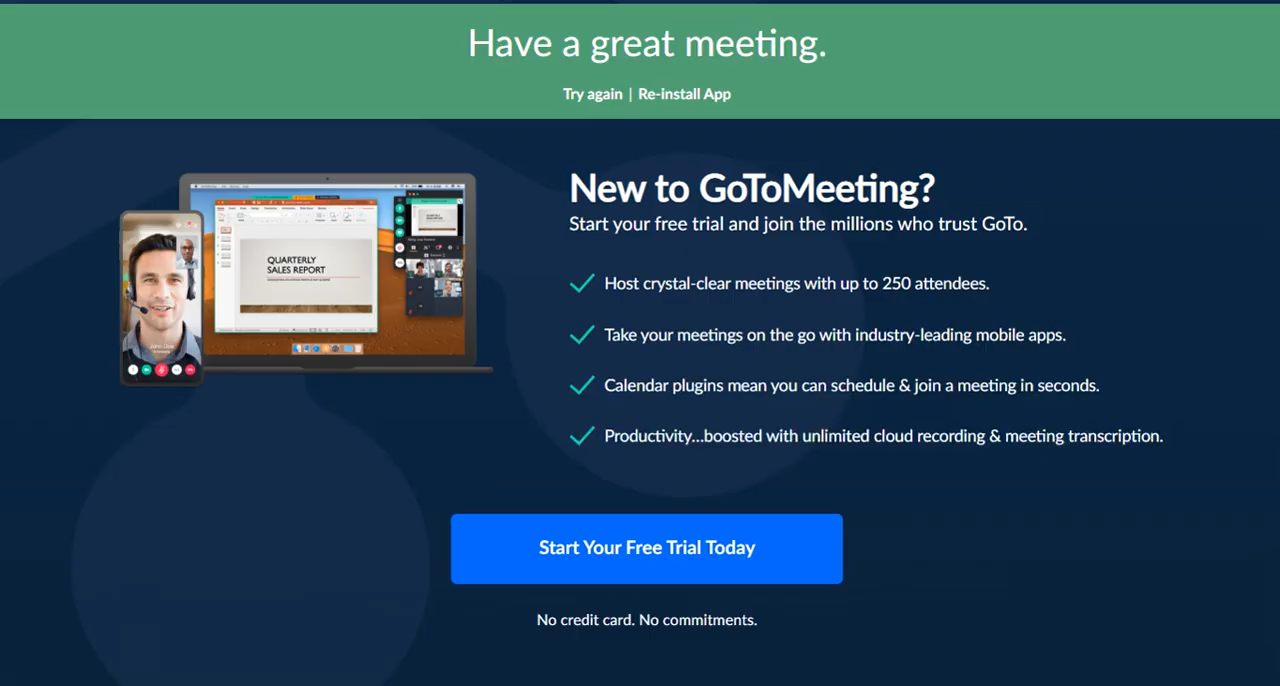 Have a great meeting.
Try again | Re-install App
New to GoToMeeting?
Start your free trial and join the millions who trust GoTo.
Host crystal-clear meetings with up to 250 attendees.
Take your meetings on the go with industry-leading mobile apps.
Calendar plugins mean you can schedule & join a meeting in seconds.
Productivity...boosted with unlimited cloud recording & meeting transcription.
QUARTERLY
SALES REPORT
John Doe
Start Your Free Trial Today
No credit card. No commitments.